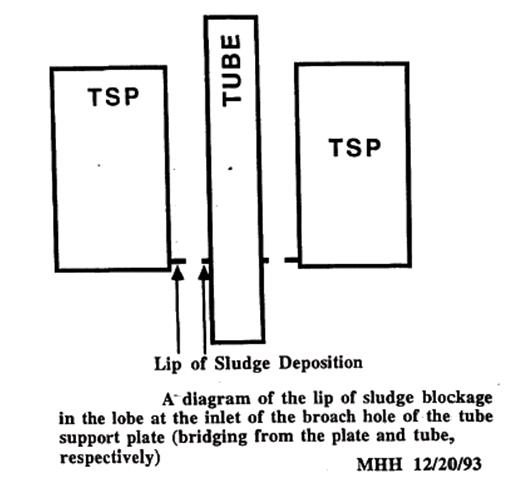 TUBE
TSP
TSP
Lip of Sludge Deposition
A diagram of the lip of sludge blockage
in the lobe at the inlet of the broach hole of the tube
support plate (bridging from the plate and tube,
respectively)
MHH 12/20/93